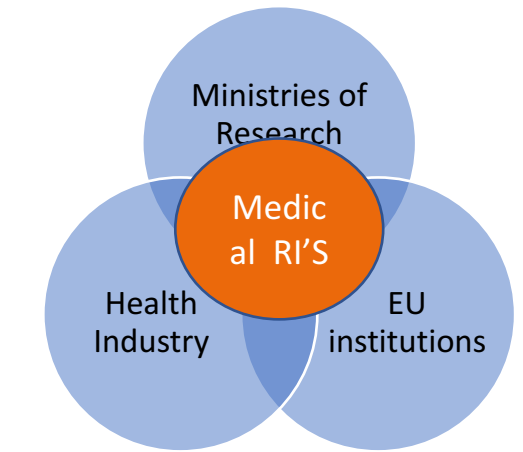 Ministries of
Research
Medic
al RI'S
Health
Industry
EU
institutions